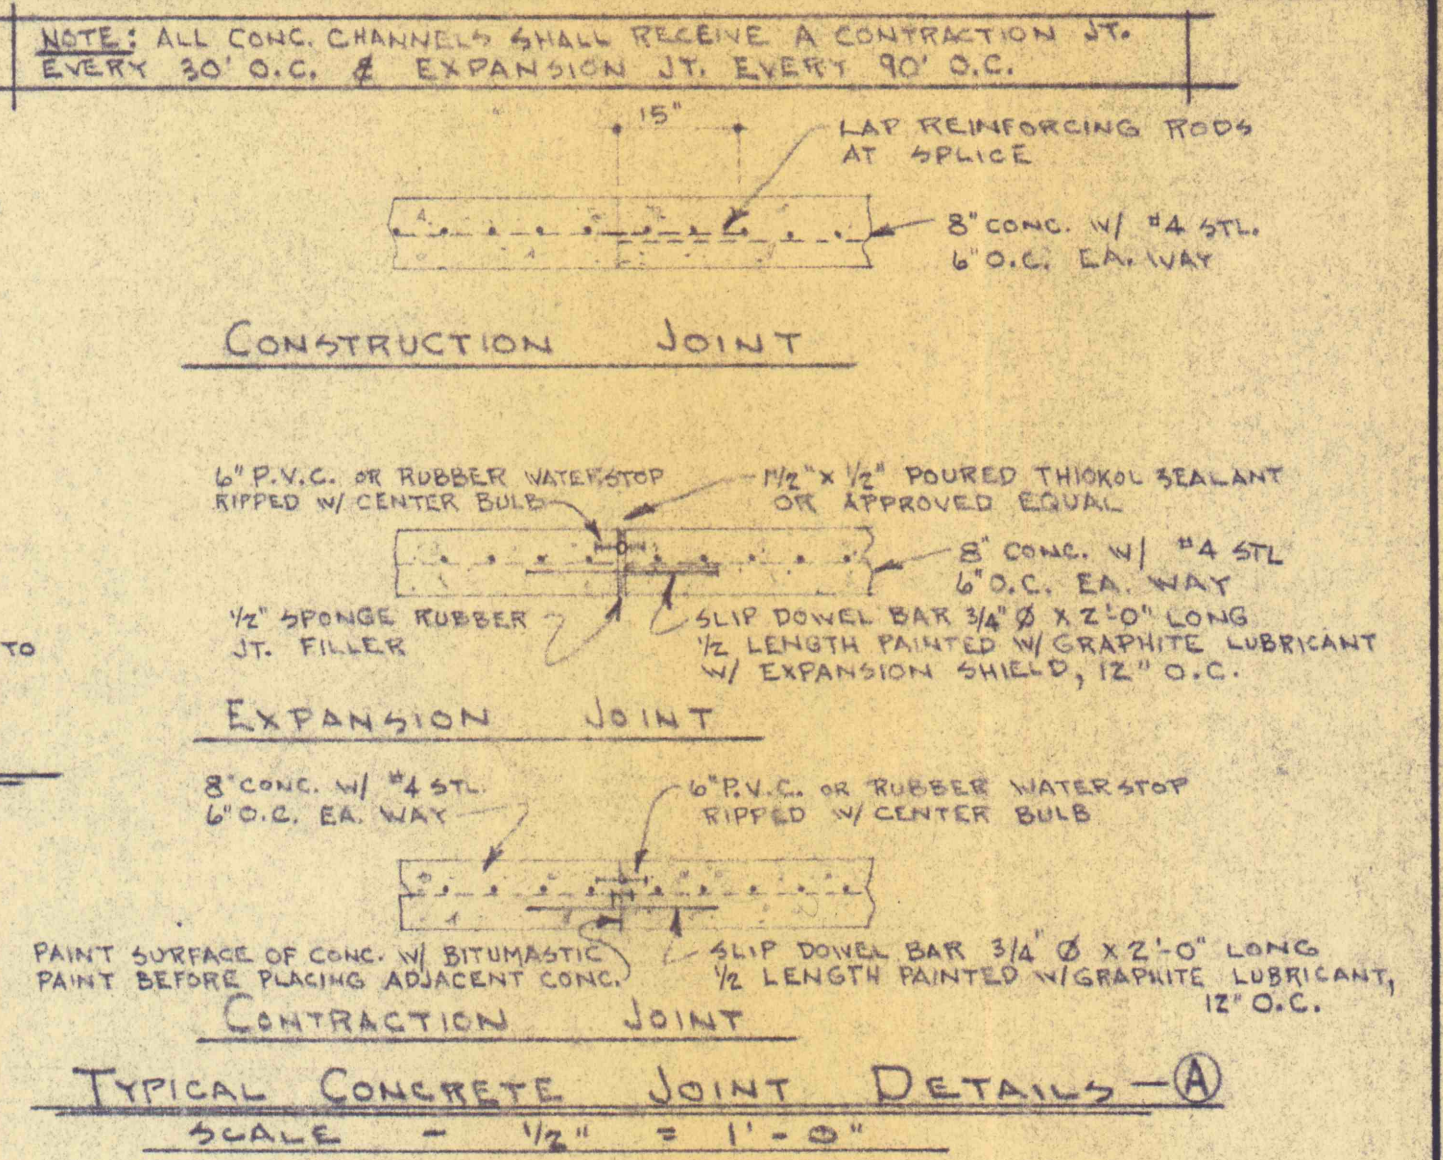 NOTE: ALL CONC. CHANNELS SHALL RECEIVE A CONTRACTION JT.
EVERY 30' O.C. & EXPANSION JT. EVERY 90' O.C.
15"
LAP REINFORCING RODS
AT SPLICE
8" CONC. W/ #4 STL.
6" O.C. EA. WAY
CONSTRUCTION JOINT
6" P.V.C. OR RUBBER WATERSTOP
RIPPED W/ CENTER BULB
1/2" x 1/2" POURED THIOKOL SEALANT
OR APPROVED EQUAL
8" CONC. W/ #4 STL
6" O.C. EA. WAY
1/2" SPONGE RUBBER
JT. FILLER
SLIP DOWEL BAR 3/4" Ø X 2'-0" LONG
1/2 LENGTH PAINTED W/ GRAPHITE LUBRICANT
W/ EXPANSION SHIELD, 12" O.C.
TO
EXPANSION JOINT
8" CONC. W/ #4 STL.
6" O.C. EA. WAY
6" P.V.C. OR RUBBER WATERSTOP
RIPPED W/ CENTER BULB
PAINT SURFACE OF CONC. W/ BITUMASTIC
PAINT BEFORE PLACING ADJACENT CONC.
SLIP DOWEL BAR 3/4" Ø X 2'-0" LONG
1/2 LENGTH PAINTED W/ GRAPHITE LUBRICANT,
12" O.C.
CONTRACTION JOINT
TYPICAL CONCRETE JOINT DETAILS - A
SCALE - 1/2" = 1'-0"